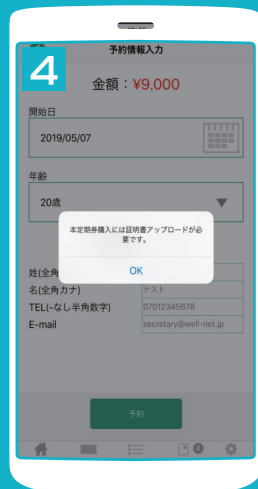 4
予約情報入力
金額：¥9,000
開始日
2019/05/07
年齢
20歳
本定期券購入には証明書アップロードが必
要です。
OK
姓(全角
名(全角カナ) テスト
TEL(-なし半角数字) 07012345678
E-mail secretary@well-net.jp
予約
4